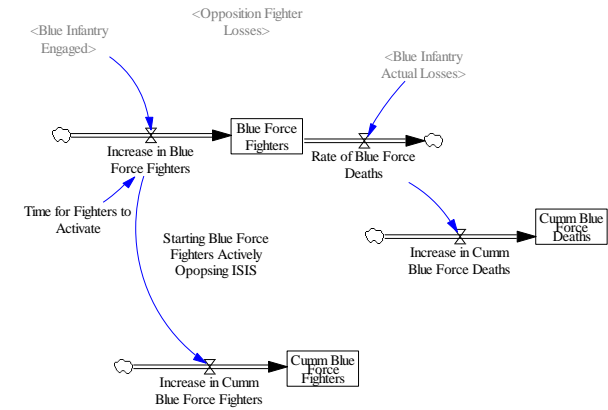 <Opposition Fighter
Losses>
<Blue Infantry
Engaged>
<Blue Infantry
Actual Losses>
Blue Force
Fighters
Increase in Blue
Force Fighters
Rate of Blue Force
Deaths
Time for Fighters to
Activate
Cumm Blue
Force
Deaths
Starting Blue Force
Fighters Actively
Opopsing ISIS
Increase in Cumm
Blue Force Deaths
Cumm Blue
Force
Fighters
Increase in Cumm
Blue Force Fighters